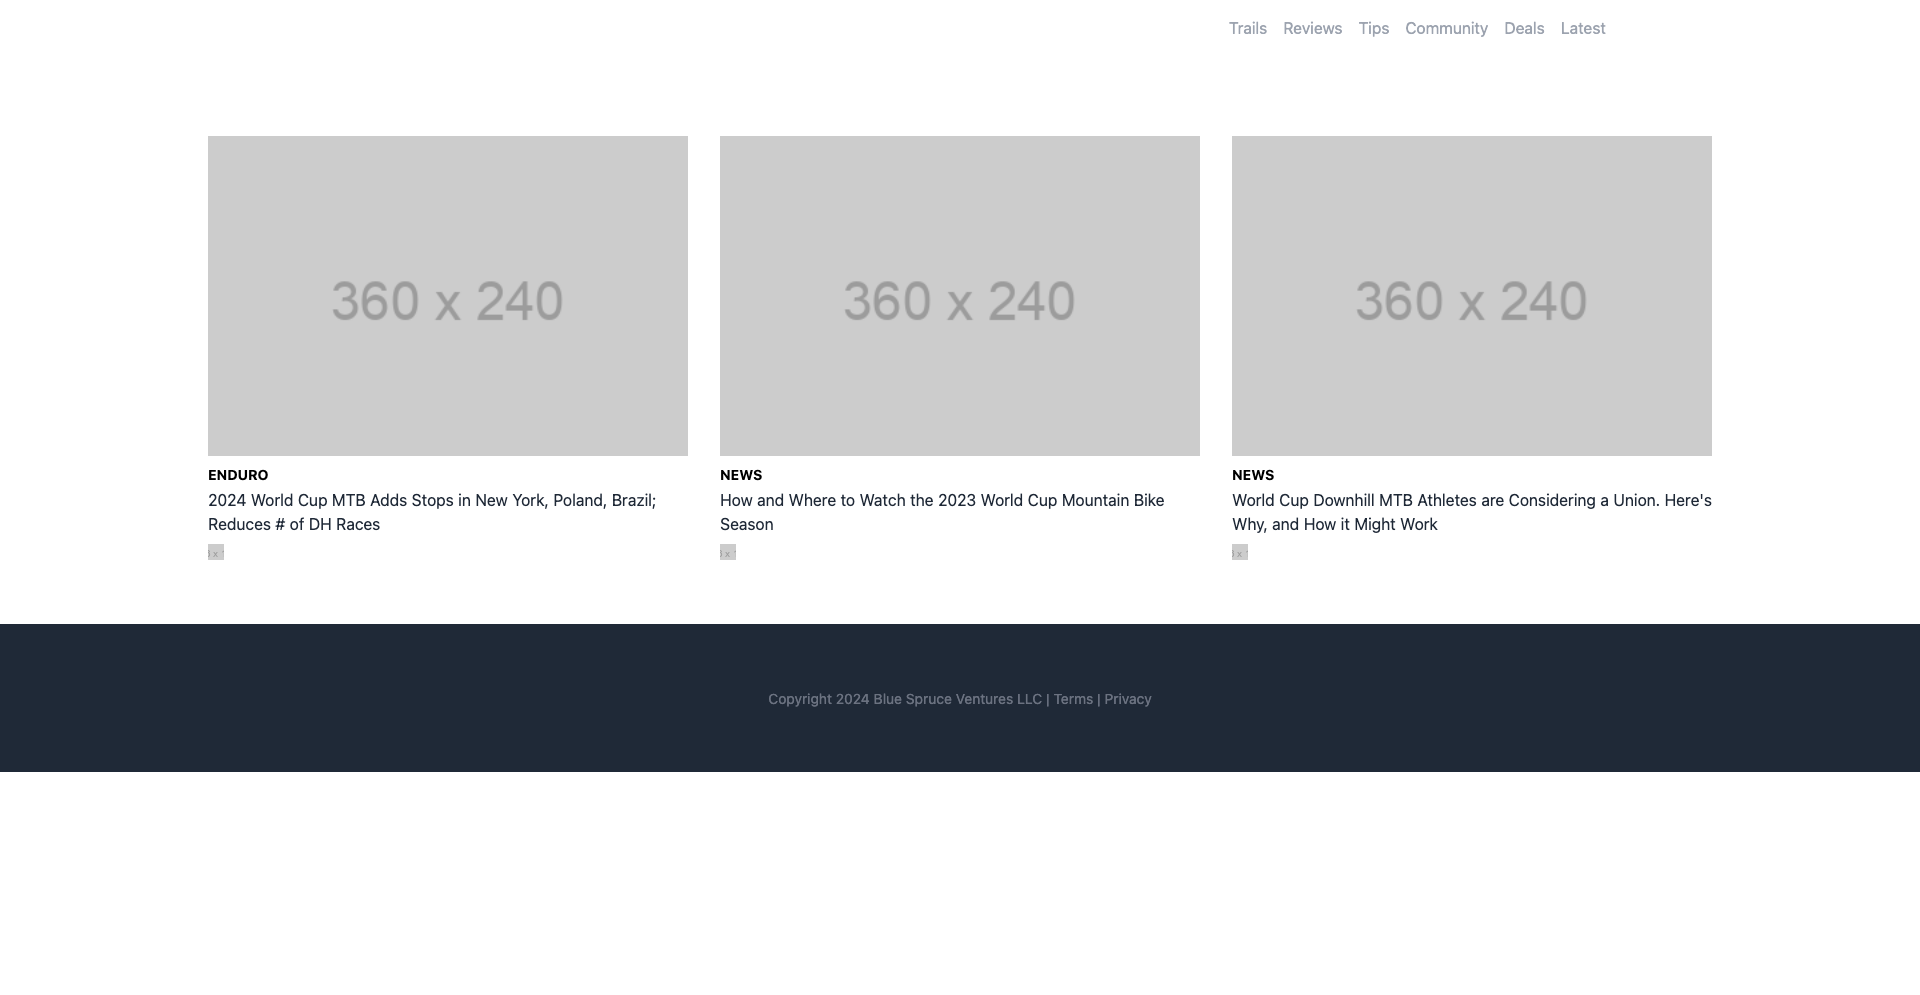 Trails Reviews Tips Community Deals Latest
360 x 240
360 x 240
360 x 240
ENDURO
2024 World Cup MTB Adds Stops in New York, Poland, Brazil;
Reduces # of DH Races
NEWS
How and Where to Watch the 2023 World Cup Mountain Bike
Season
NEWS
World Cup Downhill MTB Athletes are Considering a Union. Here's
Why, and How it Might Work
Copyright 2024 Blue Spruce Ventures LLC | Terms | Privacy